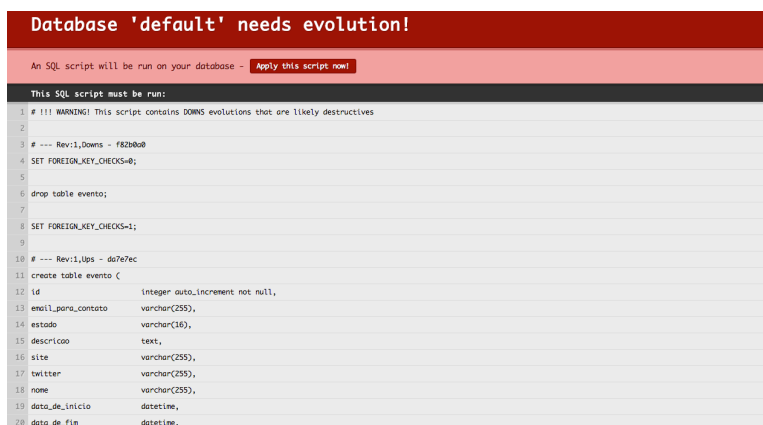 Database 'default' needs evolution!
An SQL script will be run on your database - Apply this script now!
This SQL script must be run:
1 # !!! WARNING! This script contains DOWNS evolutions that are likely destructives
2
3 # --- Rev:1,Downs - f82b0a0
4 SET FOREIGN_KEY_CHECKS=0;
5
6 drop table evento;
7
8 SET FOREIGN_KEY_CHECKS=1;
9
10 # --- Rev:1,Ups - da7e7ec
11 create table evento (
12 id integer auto_increment not null,
13 email_para_contato varchar(255),
14 estado varchar(16),
15 descricao text,
16 site varchar(255),
17 twitter varchar(255),
18 nome varchar(255),
19 data_de_inicio datetime,
20 data_de_fim datetime,